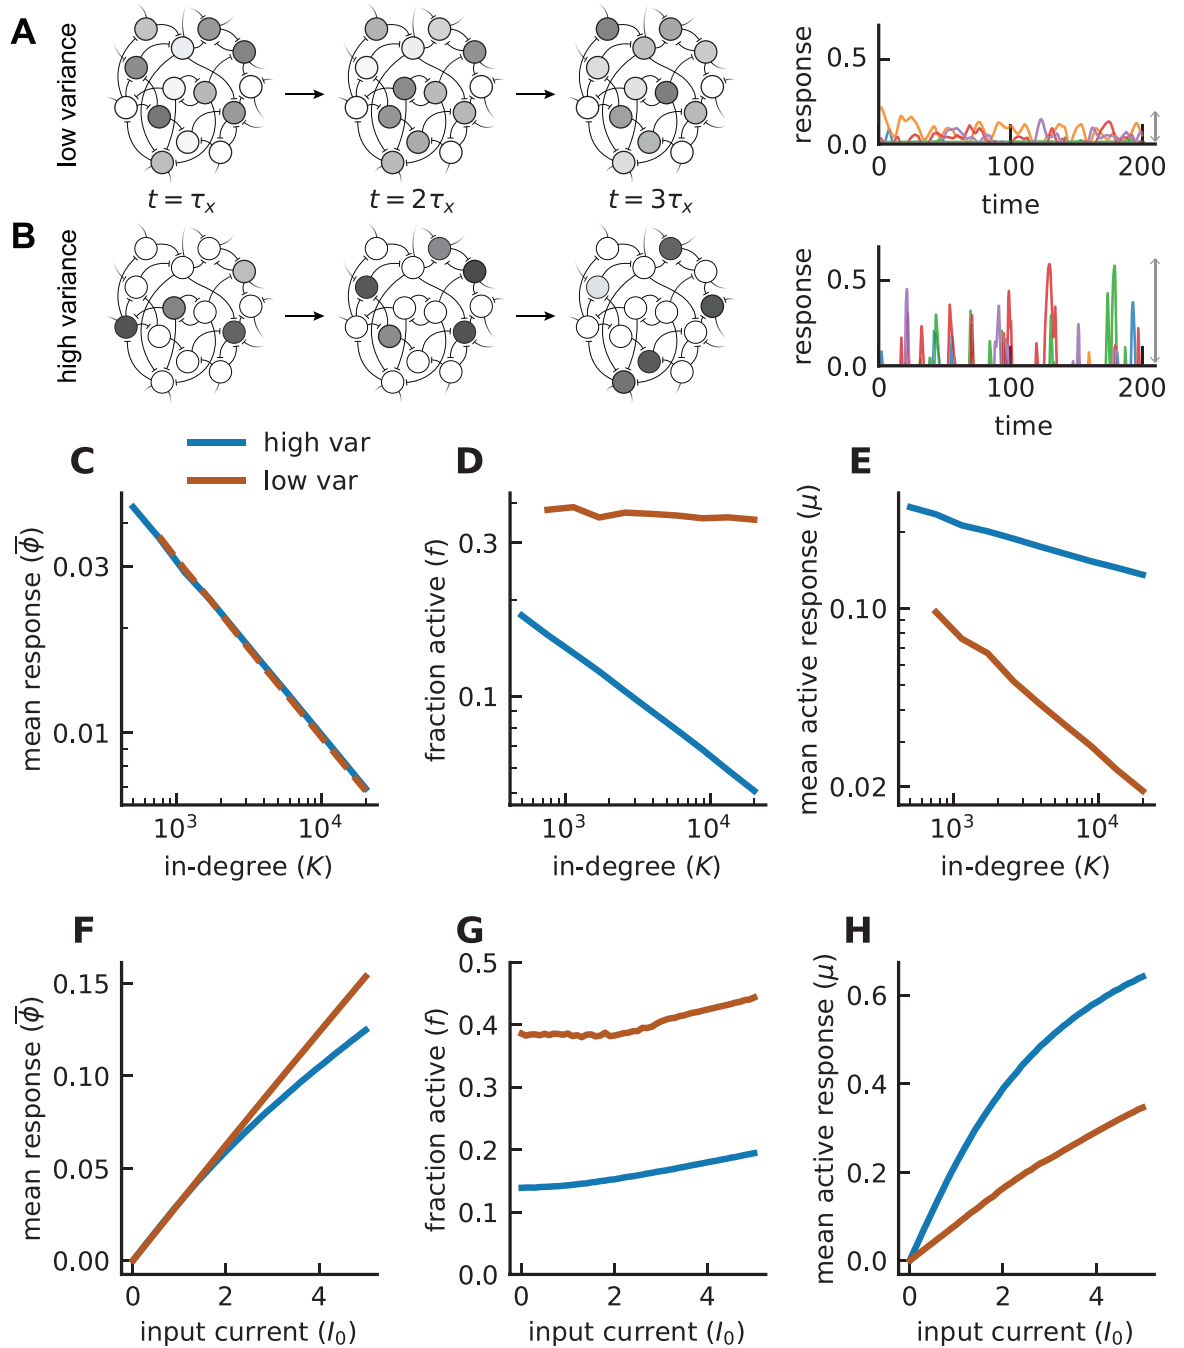 A
low variance
t = τx
t = 2τx
t = 3τx
response
0.5
0.0
0
100
200
time
B
high variance
response
0.5
0.0
0
100
200
time
high var
low var
C
mean response (ϕ̅)
0.03
0.01
10³
10⁴
in-degree (K)
D
fraction active (f)
0.3
0.1
10³
10⁴
in-degree (K)
E
mean active response (μ)
0.10
0.02
10³
10⁴
in-degree (K)
F
mean response (ϕ̅)
0.15
0.10
0.05
0.00
0
2
4
input current (I₀)
G
fraction active (f)
0.5
0.4
0.3
0.2
0.1
0.0
0
2
4
input current (I₀)
H
mean active response (μ)
0.6
0.4
0.2
0.0
0
2
4
input current (I₀)